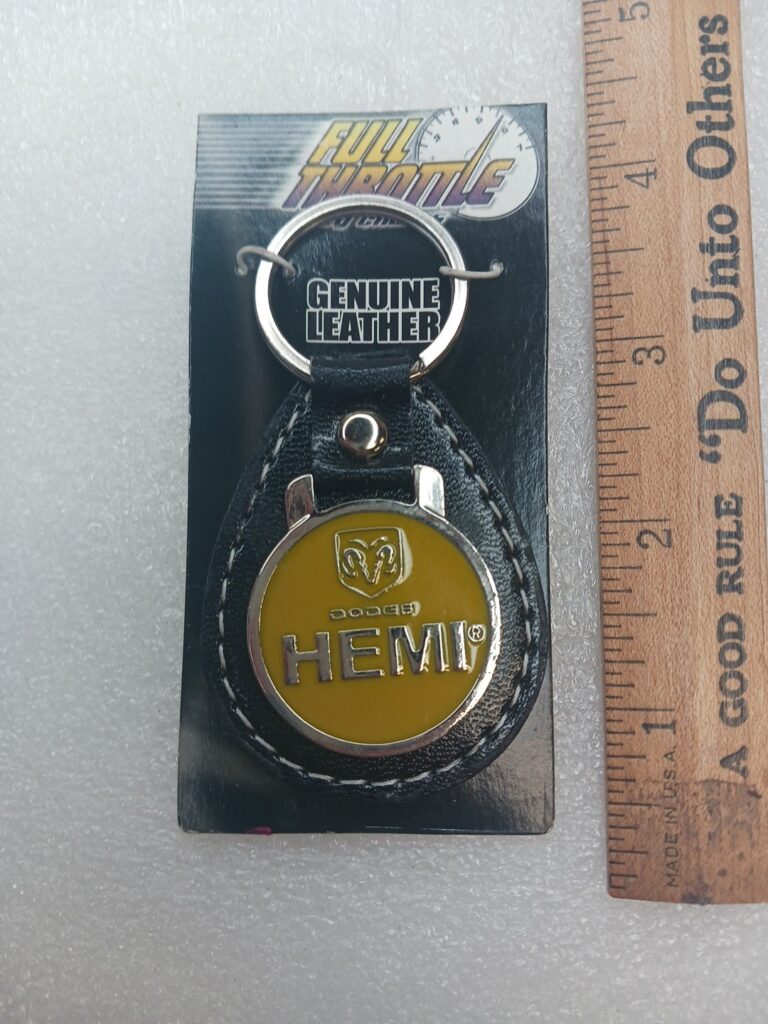 FULL
THROTTLE
GENUINE
LEATHER
DODGE
HEMI®
A GOOD RULE "Do Unto Others
1 2 3 4 5
MADE IN U.S.A.